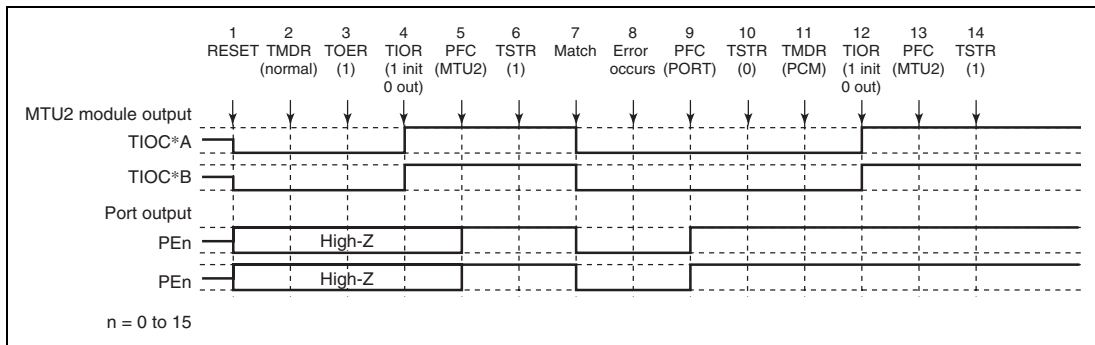 1 2 3 4 5 6 7 8 9 10 11 12 13 14
RESET TMDR TOER TIOR PFC TSTR Match Error PFC TSTR TMDR TIOR PFC TSTR
(normal) (1) (1 init (MTU2) (1) occurs (PORT) (0) (PCM) (1 init (MTU2) (1)
0 out) 0 out)
MTU2 module output
TIOC*A
TIOC*B
Port output
PEn High-Z
PEn High-Z
n = 0 to 15